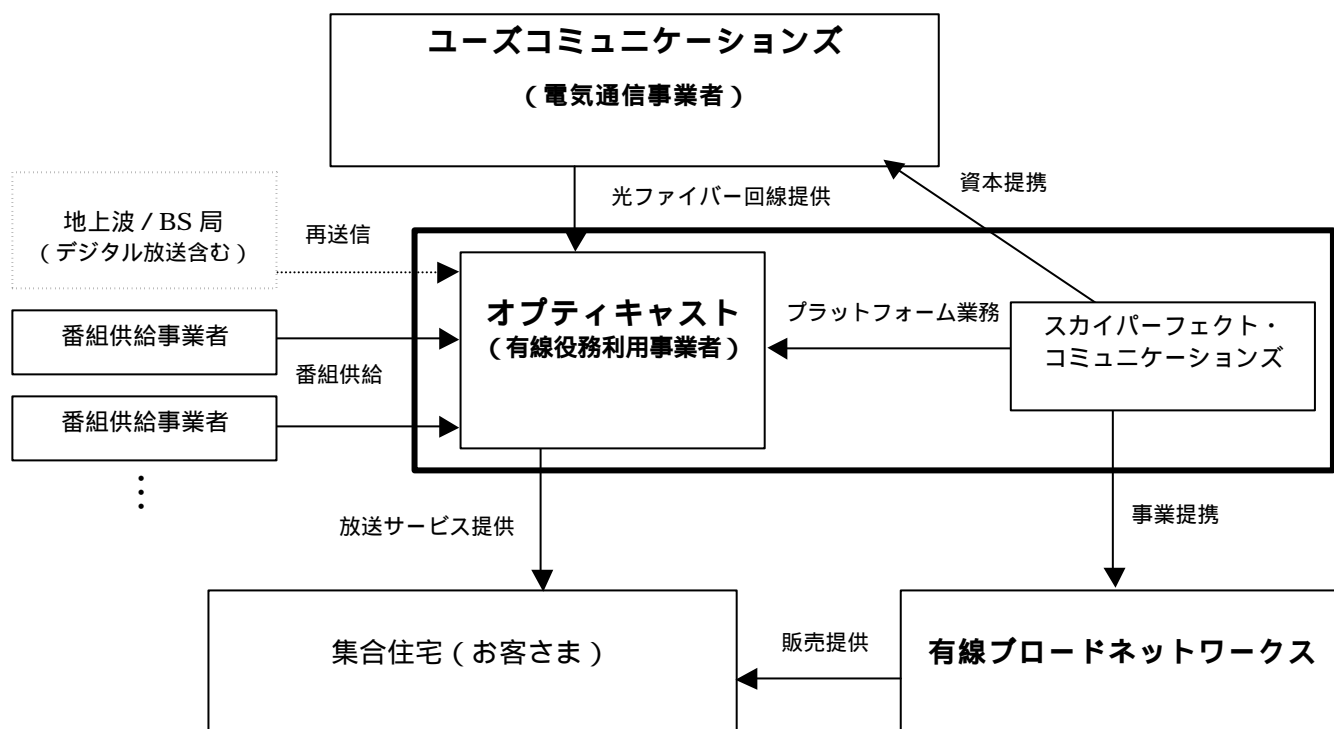 ユーズコミュニケーションズ
（電気通信事業者）
光ファイバー回線提供
資本提携
地上波 / BS 局
（デジタル放送含む）
再送信
オプティキャスト
（有線役務利用事業者）
プラットフォーム業務
スカイパーフェクト・
コミュニケーションズ
番組供給事業者
番組供給
番組供給事業者
⋮
放送サービス提供
事業提携
集合住宅（お客さま）
販売提供
有線ブロードネットワークス